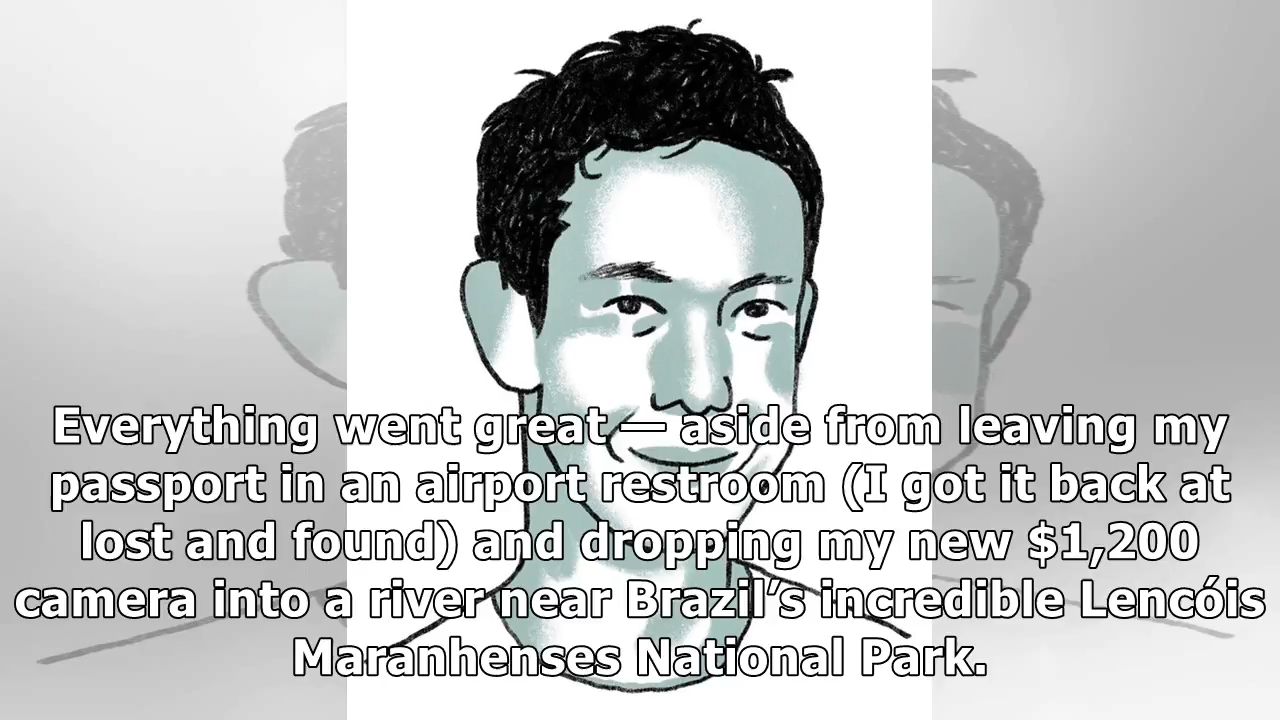 Everything went great — aside from leaving my
passport in an airport restroom (I got it back at
lost and found) and dropping my new $1,200
camera into a river near Brazil’s incredible Lencóis
Maranhenses National Park.